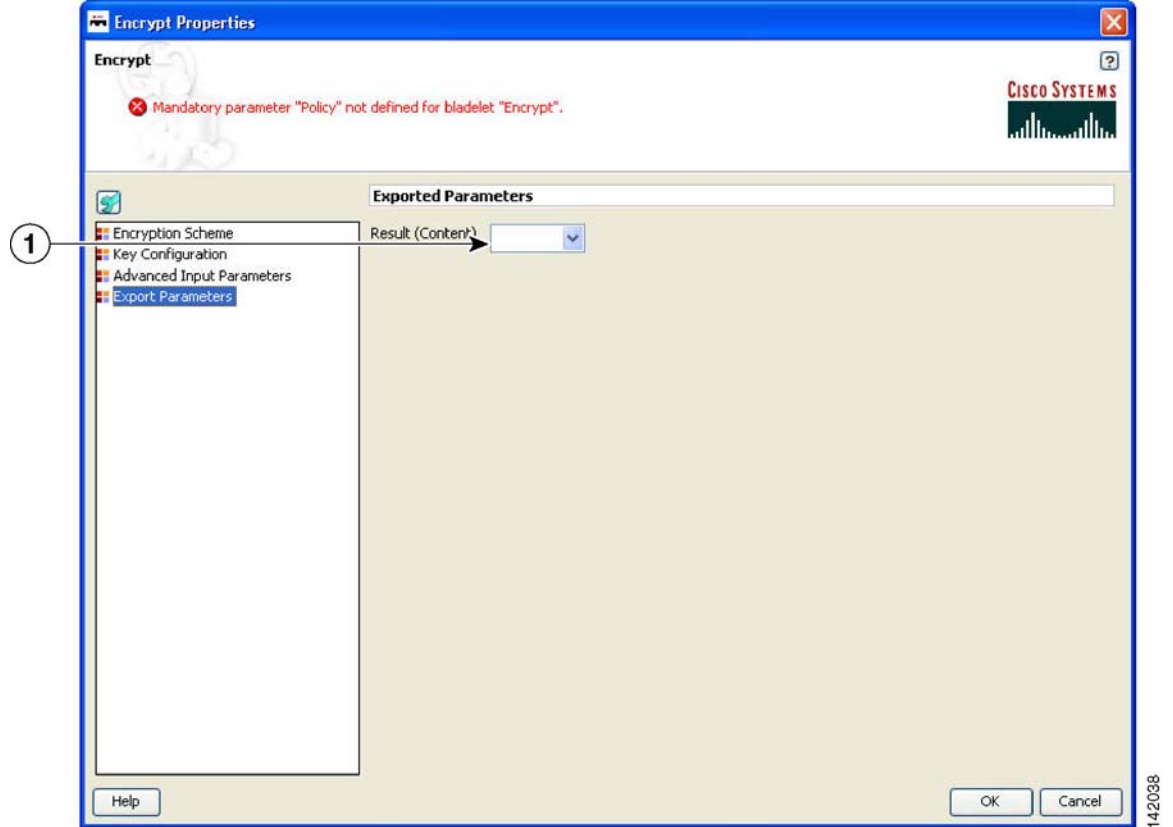 Encrypt Properties
Encrypt
?
Mandatory parameter "Policy" not defined for bladelet "Encrypt".
CISCO SYSTEMS
Exported Parameters
1
Encryption Scheme
Result (Content)
Key Configuration
Advanced Input Parameters
Export Parameters
Help
OK
Cancel
142038